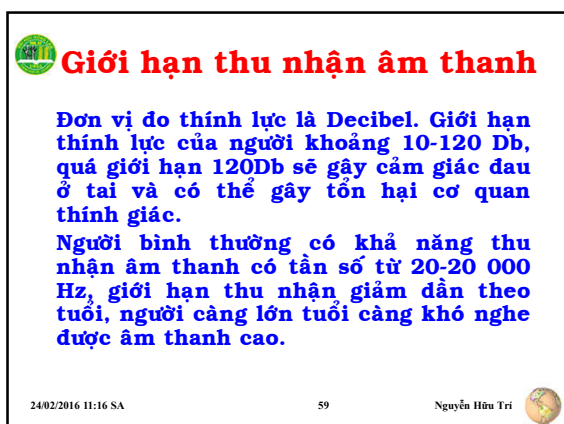 Giới hạn thu nhận âm thanh
Đơn vị đo thính lực là Decibel. Giới hạn
thính lực của người khoảng 10-120 Db,
quá giới hạn 120Db sẽ gây cảm giác đau
ở tai và có thể gây tổn hại cơ quan
thính giác.
Người bình thường có khả năng thu
nhận âm thanh có tần số từ 20-20 000
Hz, giới hạn thu nhận giảm dần theo
tuổi, người càng lớn tuổi càng khó nghe
được âm thanh cao.
24/02/2016 11:16 SA 59 Nguyễn Hữu Trí